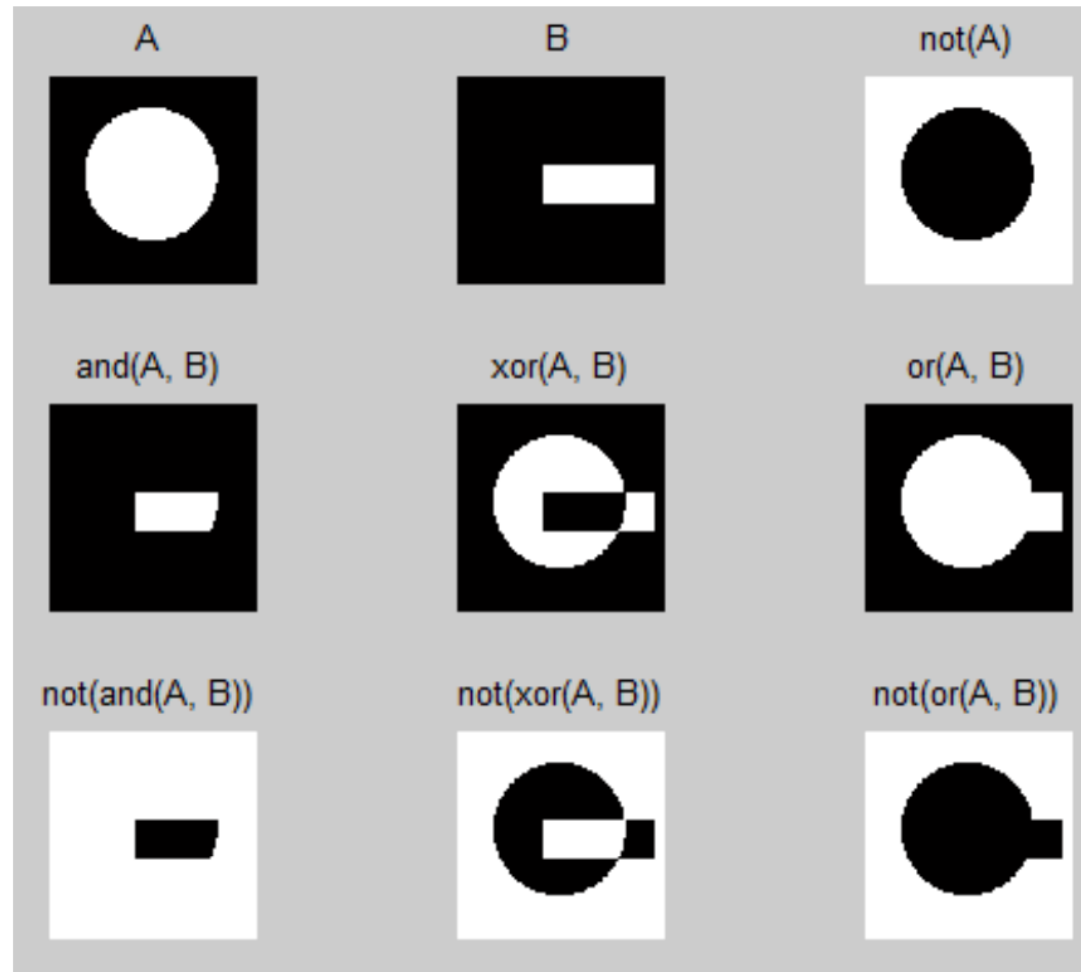 A
B
not(A)
and(A, B)
xor(A, B)
or(A, B)
not(and(A, B))
not(xor(A, B))
not(or(A, B))